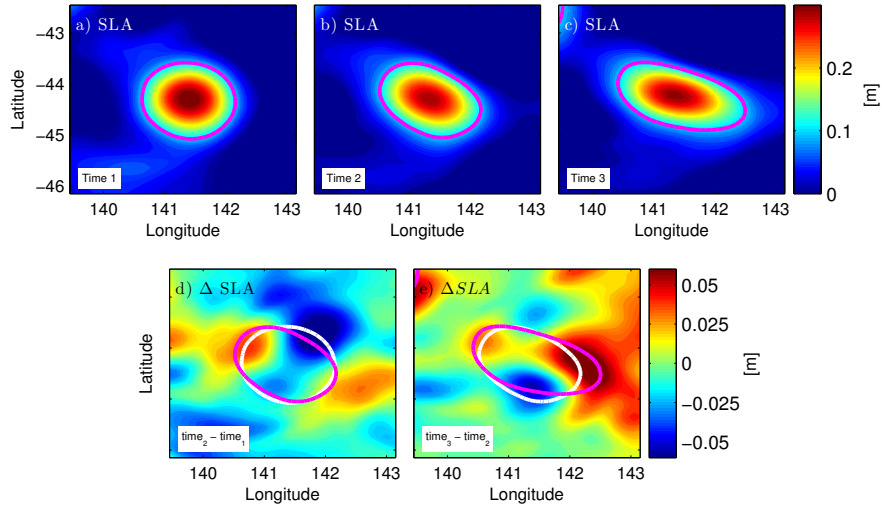 a) SLA
b) SLA
c) SLA
Latitude
−43
−44
−45
−46
Time 1
Time 2
Time 3
140 141 142 143
140 141 142 143
140 141 142 143
Longitude
Longitude
Longitude
0.2
0.1
0
[m]
d) Δ SLA
e) ΔSLA
Latitude
time₂ − time₁
time₃ − time₂
140 141 142 143
140 141 142 143
Longitude
Longitude
0.05
0.025
0
−0.025
−0.05
[m]